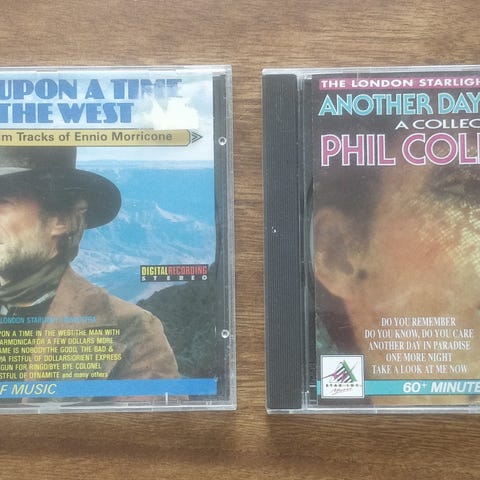 UPON A TIME
THE WEST
m Tracks of Ennio Morricone
DIGITAL RECORDING
STEREO
LONDON STARLIGHT ORCHESTRA
PON A TIME IN THE WEST/THE MAN WITH
ARMONICA/FOR A FEW DOLLARS MORE
AME IS NOBODY/THE GOOD, THE BAD &
/A FISTFUL OF DOLLARS/ORIENT EXPRESS
GUN FOR RINGO/BYE BYE COLONEL
STFUL OF DYNAMITE and many others
F MUSIC
THE LONDON STARLIGH
ANOTHER DAY
A COLLEC
PHIL COL
DO YOU REMEMBER
DO YOU KNOW, DO YOU CARE
ANOTHER DAY IN PARADISE
ONE MORE NIGHT
TAKE A LOOK AT ME NOW
STAR INC.
60+ MINUTE